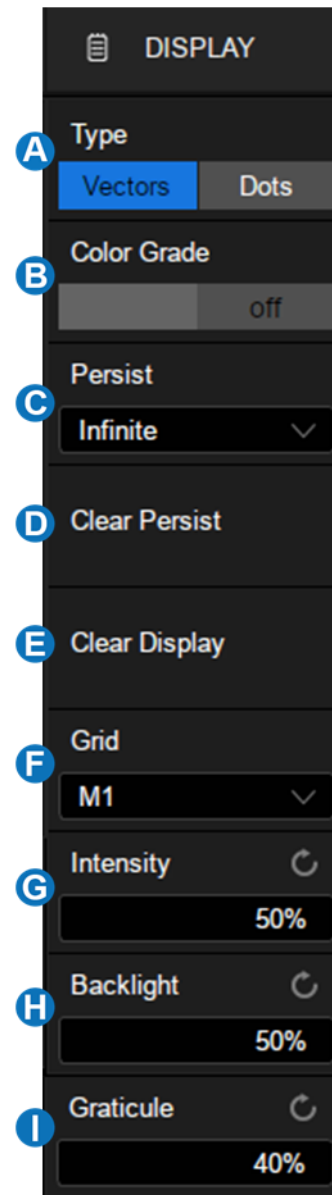 DISPLAY
A
Type
Vectors Dots
B
Color Grade
off
C
Persist
Infinite
D
Clear Persist
E
Clear Display
F
Grid
M1
G
Intensity
50%
H
Backlight
50%
I
Graticule
40%